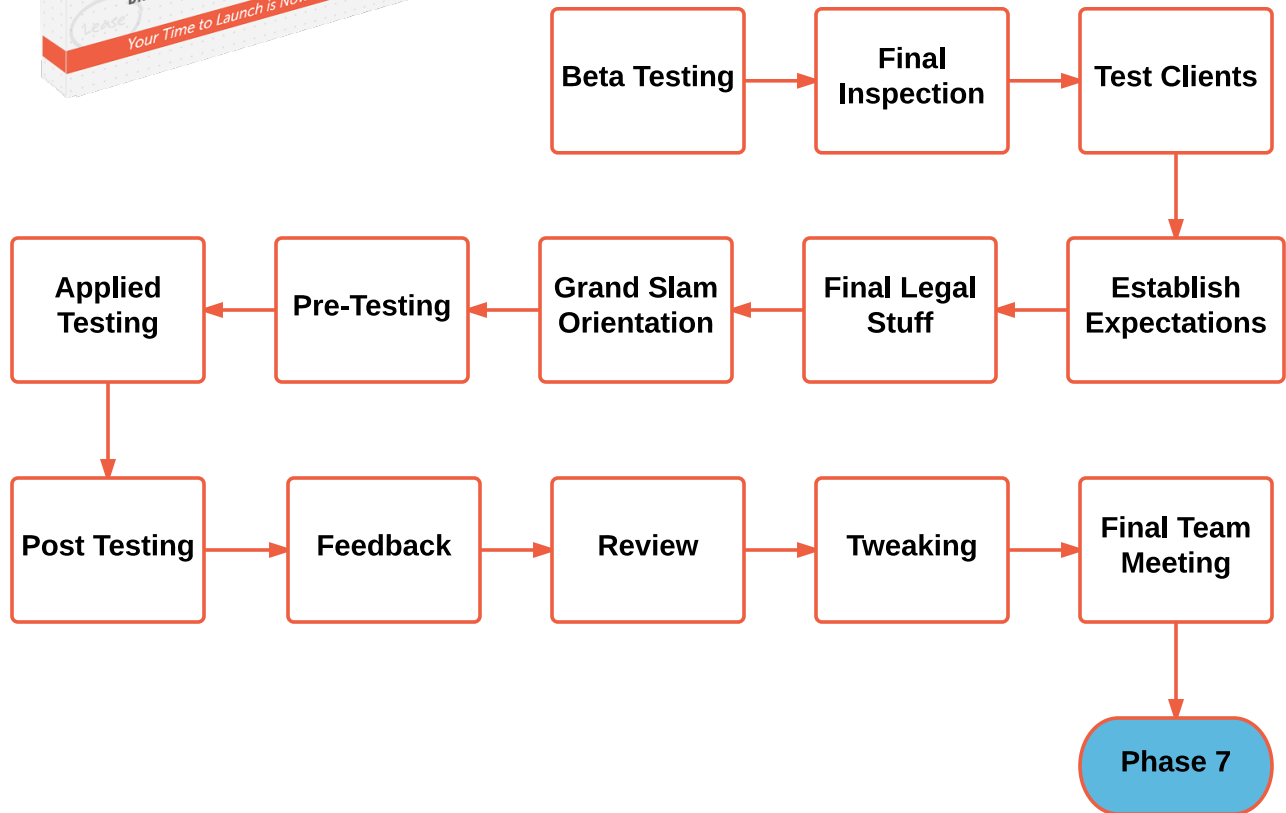 Lease
Your Time to Launch is Now
Beta Testing
Final
Inspection
Test Clients
Applied
Testing
Pre-Testing
Grand Slam
Orientation
Final Legal
Stuff
Establish
Expectations
Post Testing
Feedback
Review
Tweaking
Final Team
Meeting
Phase 7